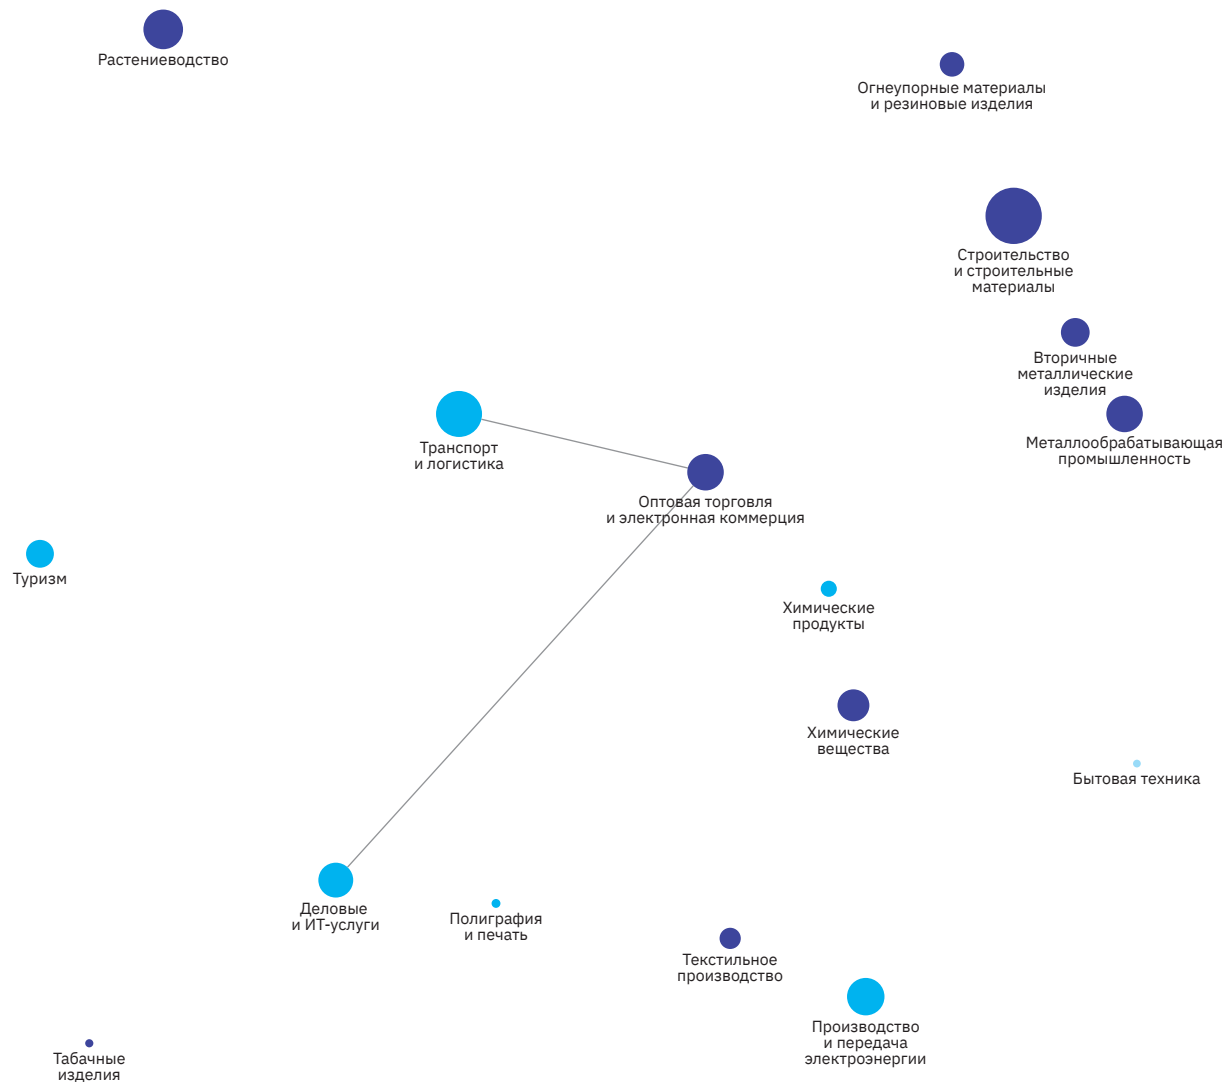 Растениеводство
Огнеупорные материалы
и резиновые изделия
Строительство
и строительные
материалы
Вторичные
металлические
изделия
Металлообрабатывающая
промышленность
Транспорт
и логистика
Оптовая торговля
и электронная коммерция
Туризм
Химические
продукты
Химические
вещества
Бытовая техника
Деловые
и ИТ-услуги
Полиграфия
и печать
Текстильное
производство
Производство
и передача
электроэнергии
Табачные
изделия